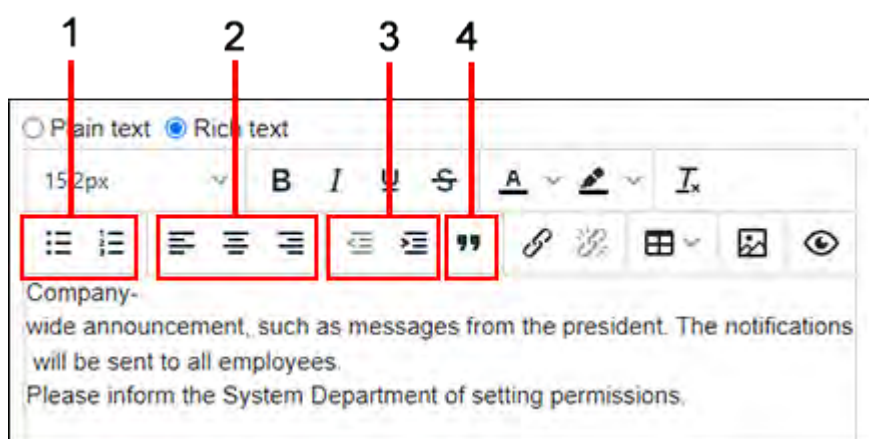 1 2 3 4
Plain text Rich text
15.2px B I U S A
Company-
wide announcement, such as messages from the president. The notifications
will be sent to all employees.
Please inform the System Department of setting permissions.